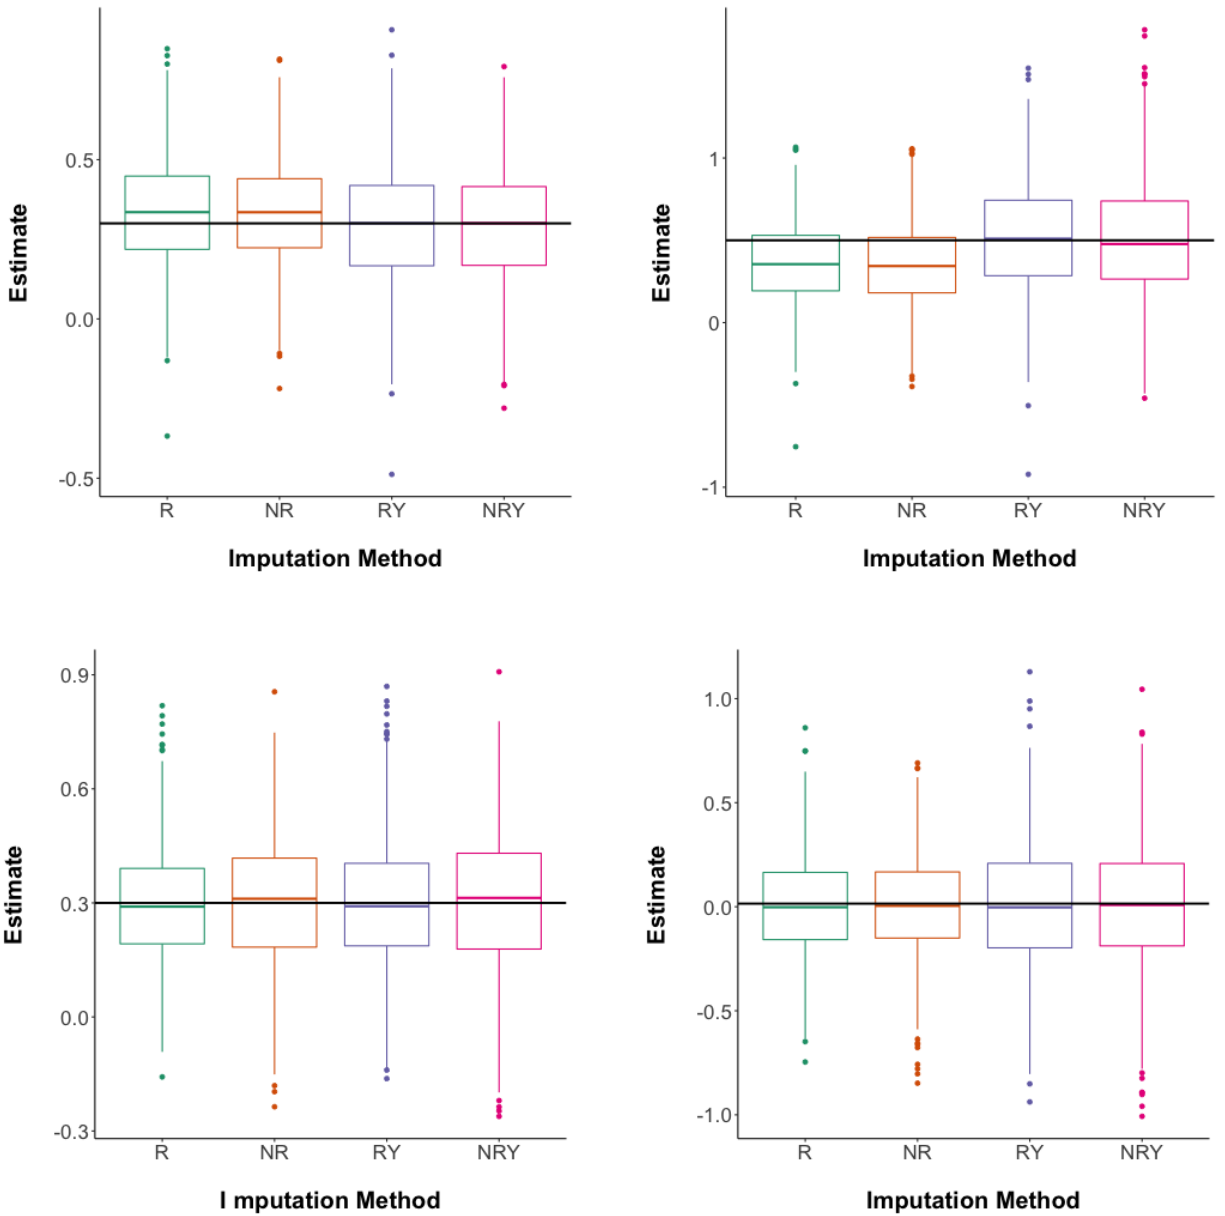 Estimate
0.5
0.0
-0.5
R NR RY NRY
Imputation Method
Estimate
1
0
-1
R NR RY NRY
Imputation Method
Estimate
0.9
0.6
0.3
0.0
-0.3
R NR RY NRY
I mputation Method
Estimate
1.0
0.5
0.0
-0.5
-1.0
R NR RY NRY
Imputation Method